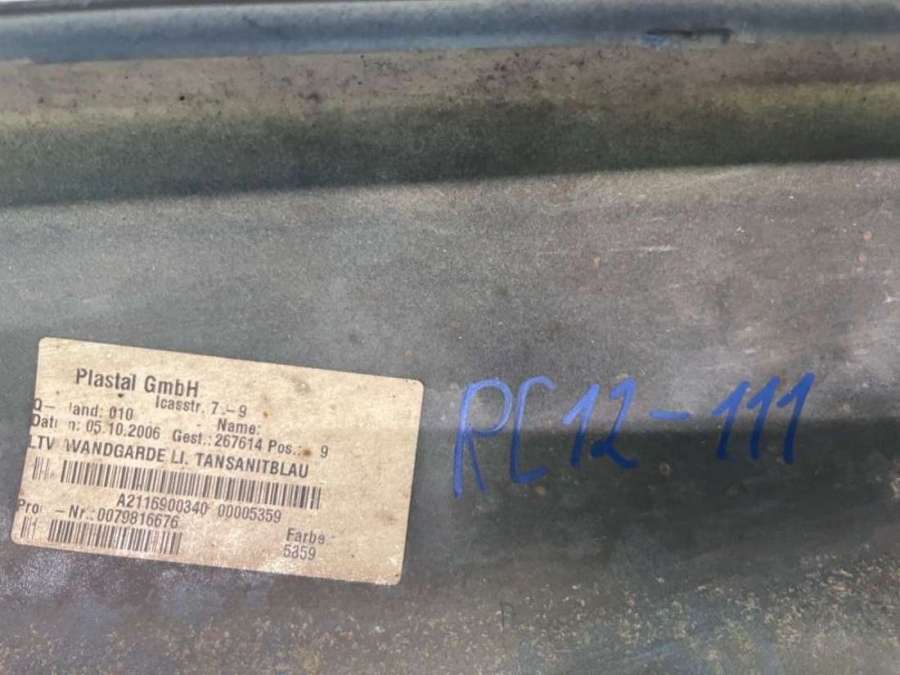 Plastal GmbH
Icasstr. 7.-9
land: 010 - Name:
05.10.2006 Gest.: 267614 Pos.: 9
WANDGARDE LI. TANSANITBLAU
A2116900340 00005359
-Nr.:0079816676
Farbe
5359
RC12-111